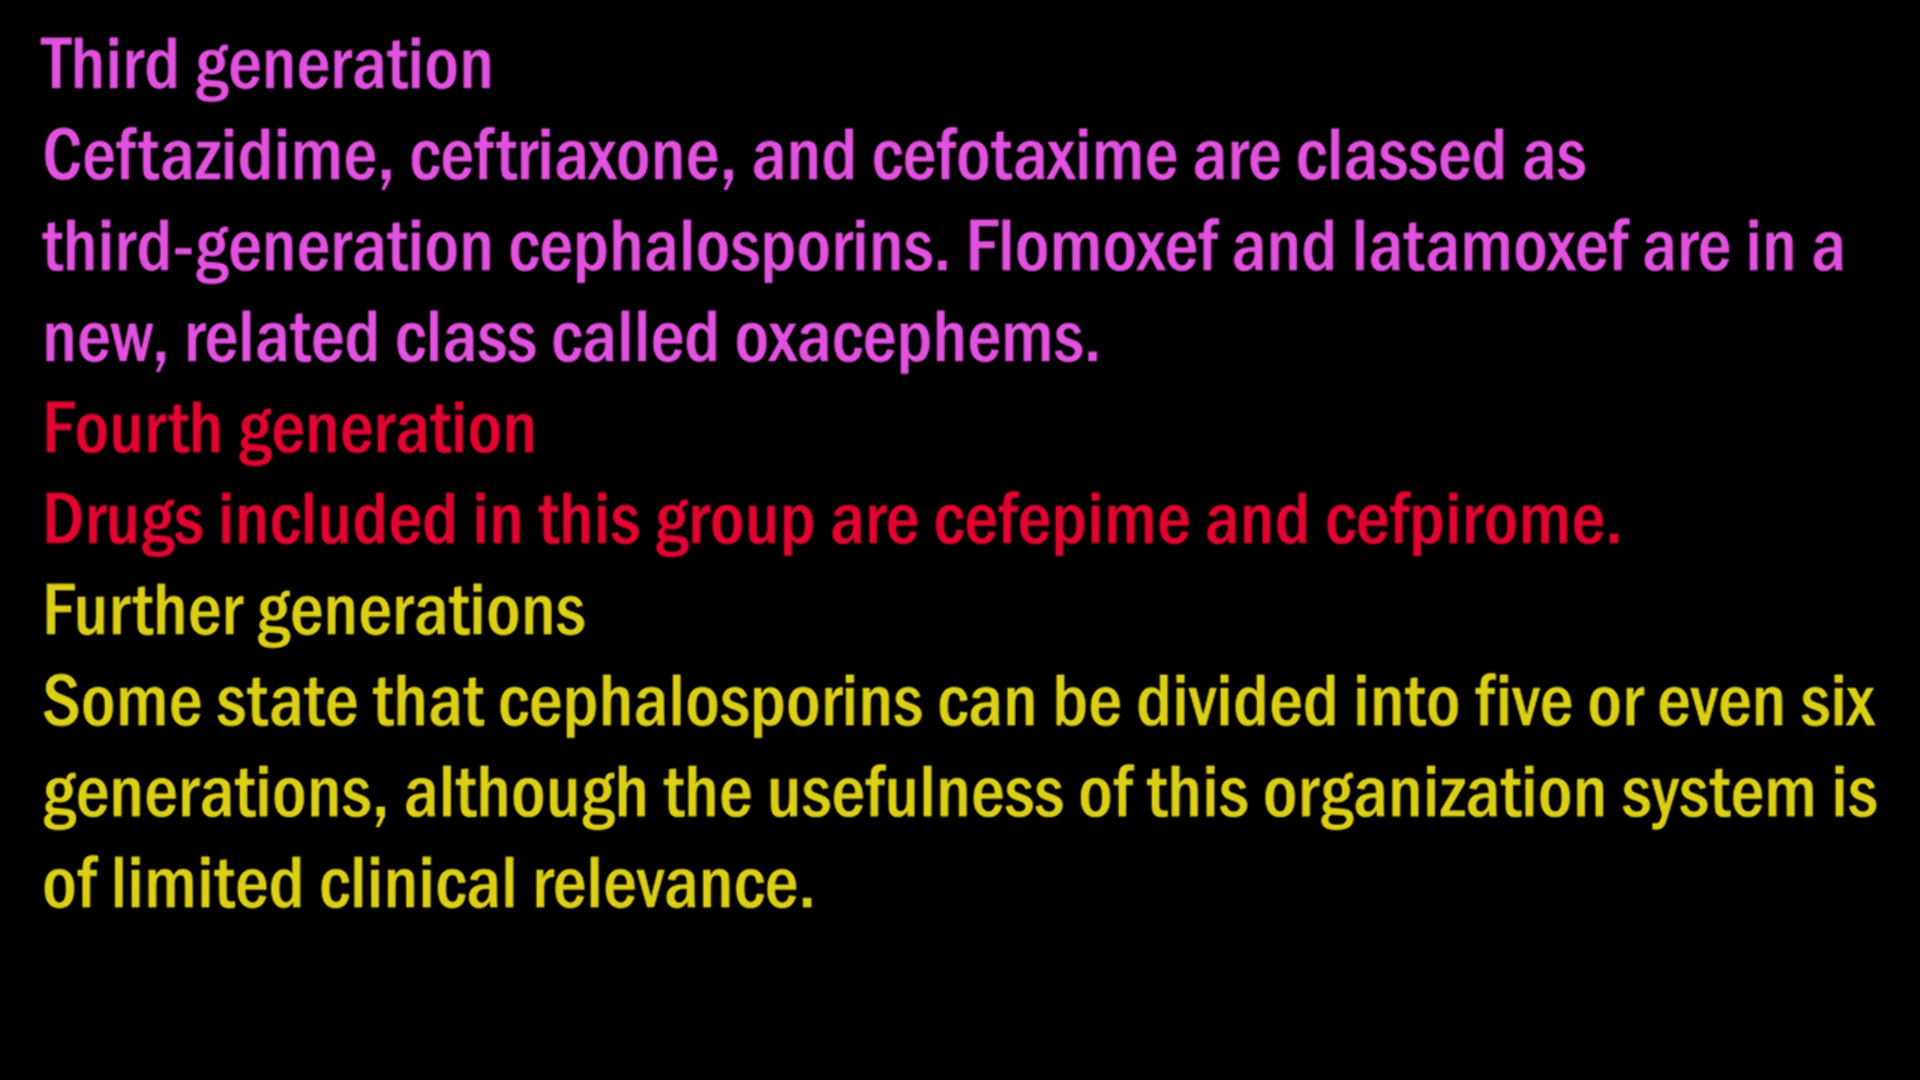 Third generation
Ceftazidime, ceftriaxone, and cefotaxime are classed as
third-generation cephalosporins. Flomoxef and latamoxef are in a
new, related class called oxacephems.
Fourth generation
Drugs included in this group are cefepime and cefpirome.
Further generations
Some state that cephalosporins can be divided into five or even six
generations, although the usefulness of this organization system is
of limited clinical relevance.